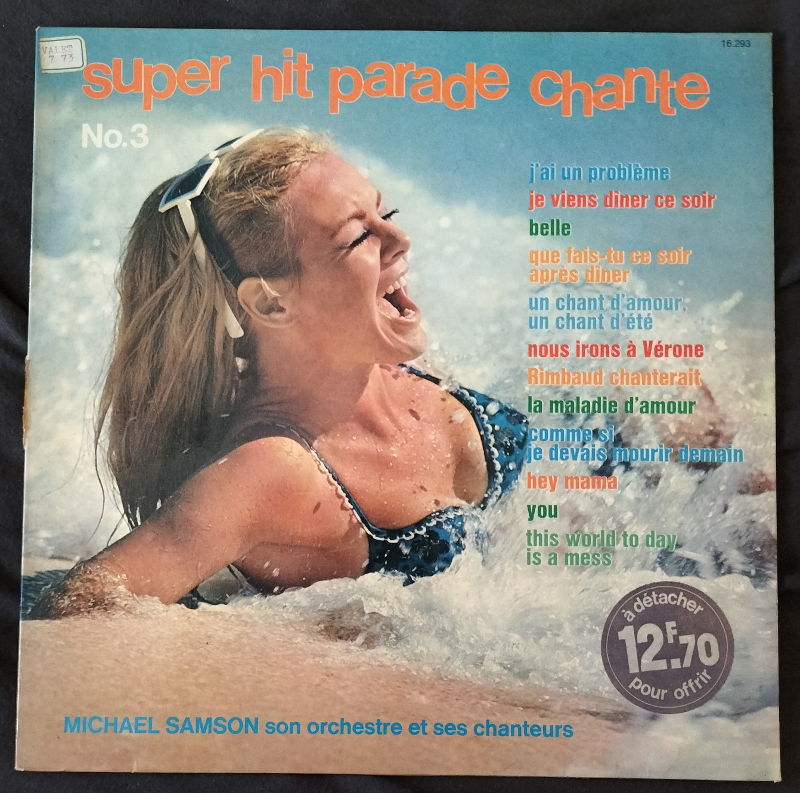 16.293
VALET
7 73
super hit parade chante
No.3
j'ai un problème
je viens diner ce soir
belle
que fais-tu ce soir
après diner
un chant d'amour,
un chant d'été
nous irons à Vérone
Rimbaud chanterait
la maladie d'amour
comme si
je devais mourir demain
hey mama
you
this world to day
is a mess
à détacher
12F.70
pour offrir
MICHAEL SAMSON son orchestre et ses chanteurs